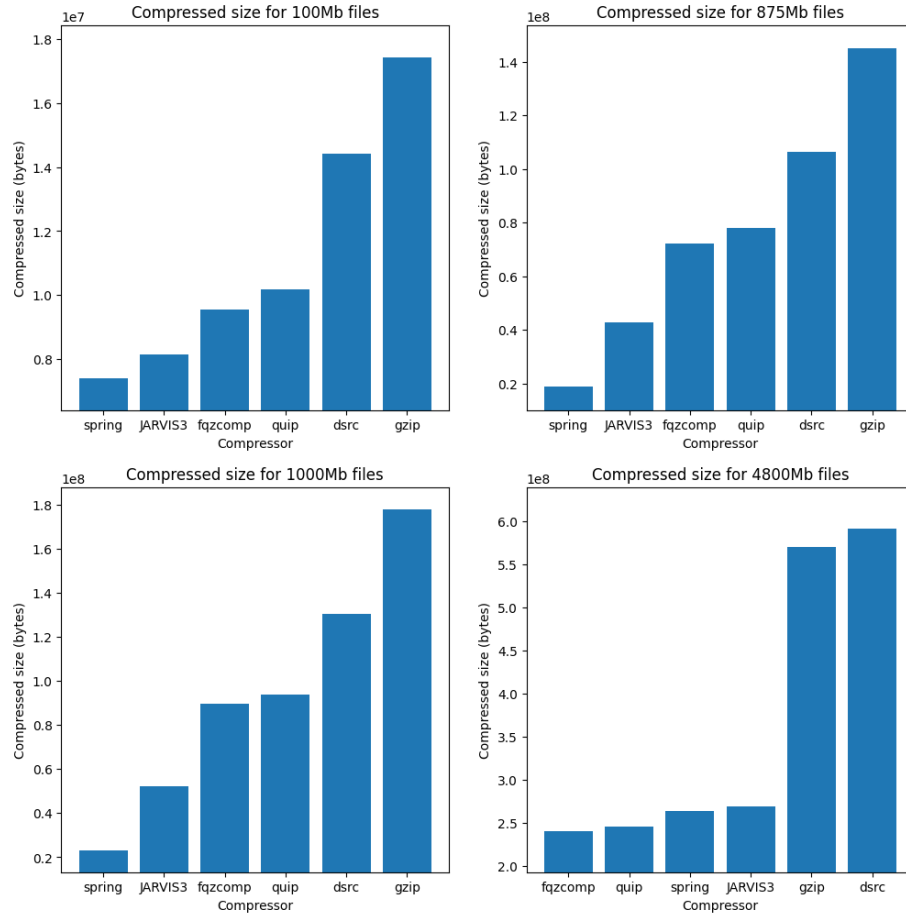 Compressed size for 100Mb files
1e7
1.8
1.6
1.4
1.2
1.0
0.8
Compressed size (bytes)
spring JARVIS3 fqzcomp quip dsrc gzip
Compressor
Compressed size for 875Mb files
1e8
1.4
1.2
1.0
0.8
0.6
0.4
0.2
Compressed size (bytes)
spring JARVIS3 fqzcomp quip dsrc gzip
Compressor
Compressed size for 1000Mb files
1e8
1.8
1.6
1.4
1.2
1.0
0.8
0.6
0.4
0.2
Compressed size (bytes)
spring JARVIS3 fqzcomp quip dsrc gzip
Compressor
Compressed size for 4800Mb files
1e8
6.0
5.5
5.0
4.5
4.0
3.5
3.0
2.5
2.0
Compressed size (bytes)
fqzcomp quip spring JARVIS3 gzip dsrc
Compressor